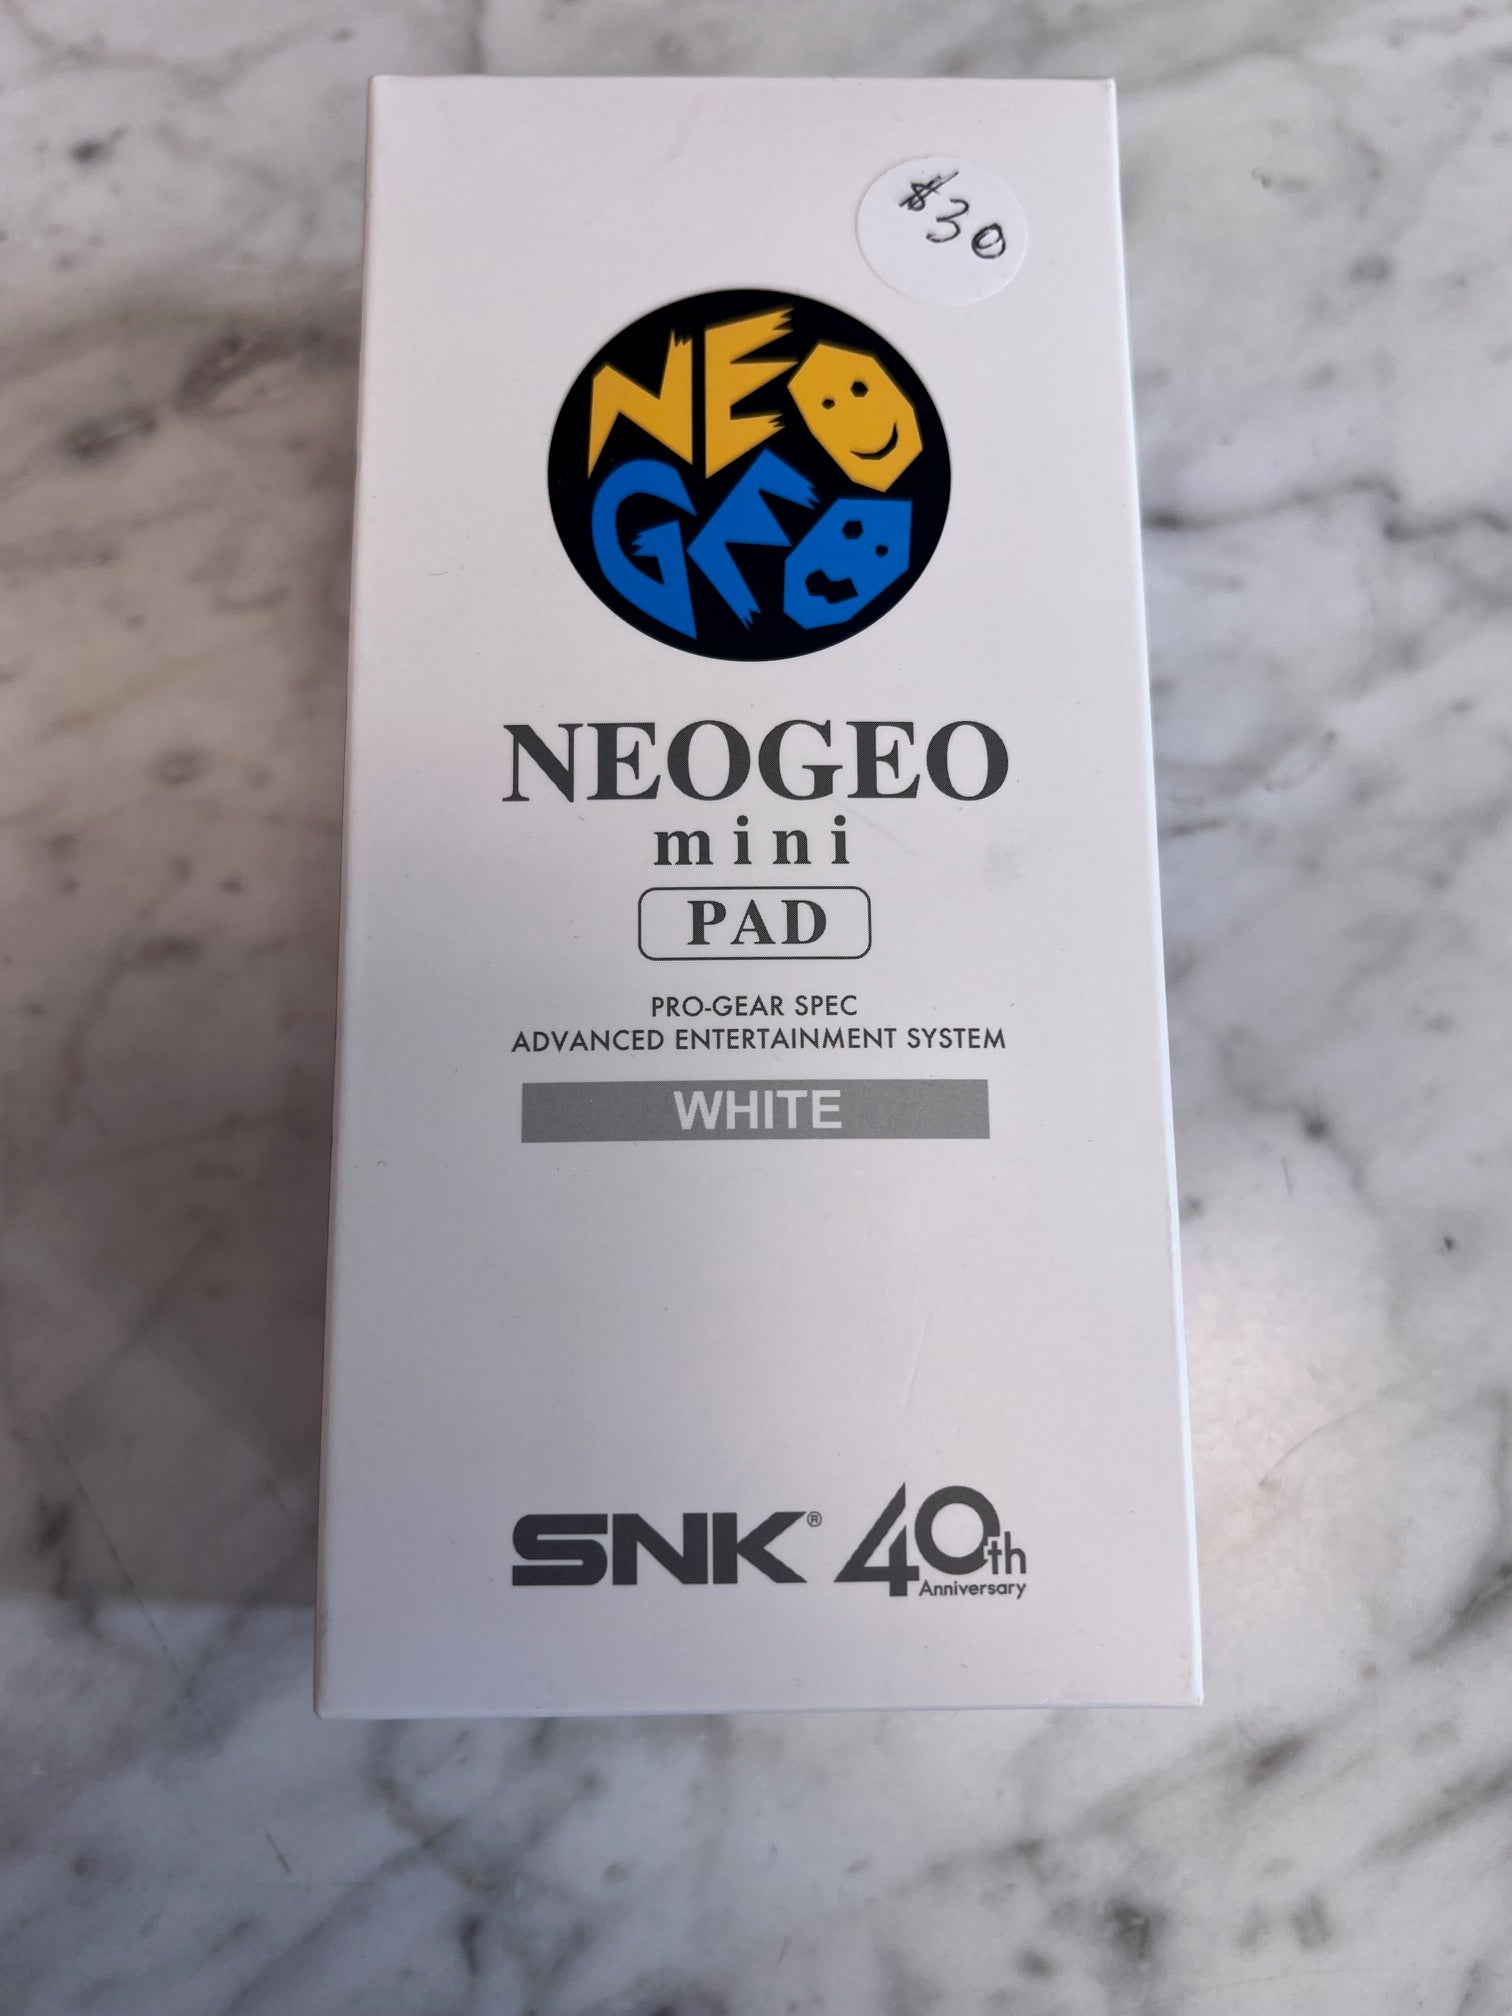 $30
NEO
GEO
NEOGEO
mini
PAD
PRO-GEAR SPEC
ADVANCED ENTERTAINMENT SYSTEM
WHITE
SNK® 40th
Anniversary